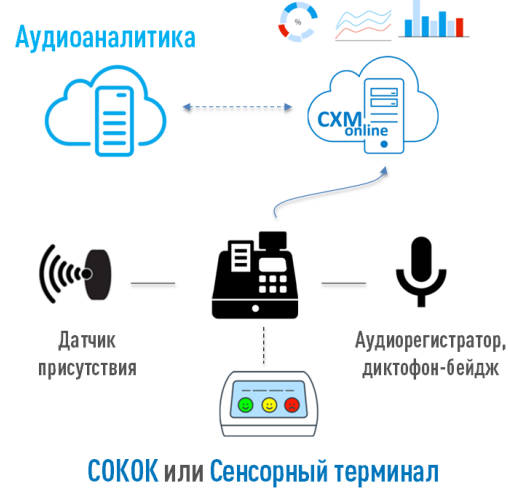 %
Аудиоаналитика
CXM
online
Датчик
присутствия
Аудиорегистратор,
диктофон-бейдж
СОКОК или Сенсорный терминал